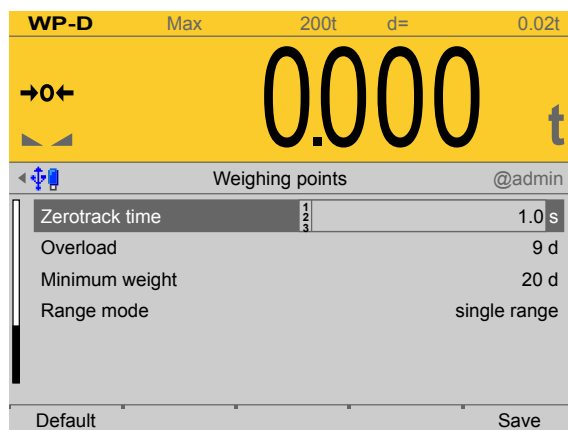 WP-D Max 200t d= 0.02t
→0←
0.000 t
Weighing points @admin
Zerotrack time 1 2 3 1.0 s
Overload 9 d
Minimum weight 20 d
Range mode single range
Default Save